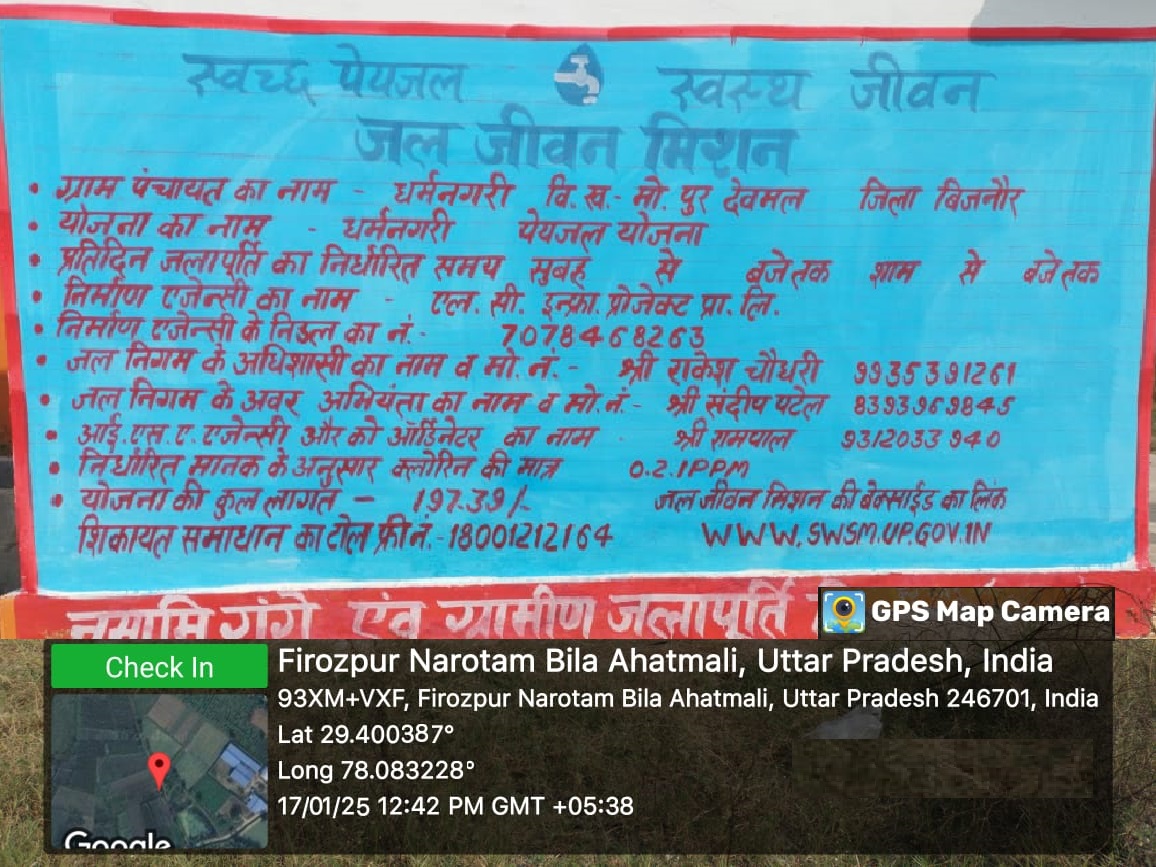 स्वच्छ पेयजल स्वस्थ जीवन
जल जीवन मिशन
• ग्राम पंचायत का नाम - धर्मनगरी वि.ख.- मो. पुर देवमल जिला बिजनौर
• योजना का नाम - धर्मनगरी पेयजल योजना
• प्रतिदिन जलापूर्ति का निर्धारित समय सुबह से बजे तक शाम से बजे तक
• निर्माण एजेन्सी का नाम - एल. सी. इन्फ्रा. प्रोजेक्ट प्रा. लि.
• निर्माण एजेन्सी के निडल का नं.- 7078468263
• जल निगम के अधिशासी का नाम व मो. नं.- श्री राकेश चौधरी 9935391261
• जल निगम के अवर अभियंता का नाम व मो.नं.- श्री संदीप पटेल 8393969845
• आई.एस.ए. एजेन्सी और को ऑर्डिनेटर का नाम - श्री रामपाल 9312033940
• निर्धारित मानक के अनुसार क्लोरिन की मात्र 0.2.1PPM
• योजना की कुल लागत - 197.39/- जल जीवन मिशन की बेक्साईड का लिंक
शिकायत समाधान का टोल फ्री नं.-18001212164 WWW.SWSM.UP.GOV.IN
नमामि गंगे एंव ग्रामीण जलापूर्ति
GPS Map Camera
Check In
Firozpur Narotam Bila Ahatmali, Uttar Pradesh, India
93XM+VXF, Firozpur Narotam Bila Ahatmali, Uttar Pradesh 246701, India
Lat 29.400387°
Long 78.083228°
17/01/25 12:42 PM GMT +05:38
Google